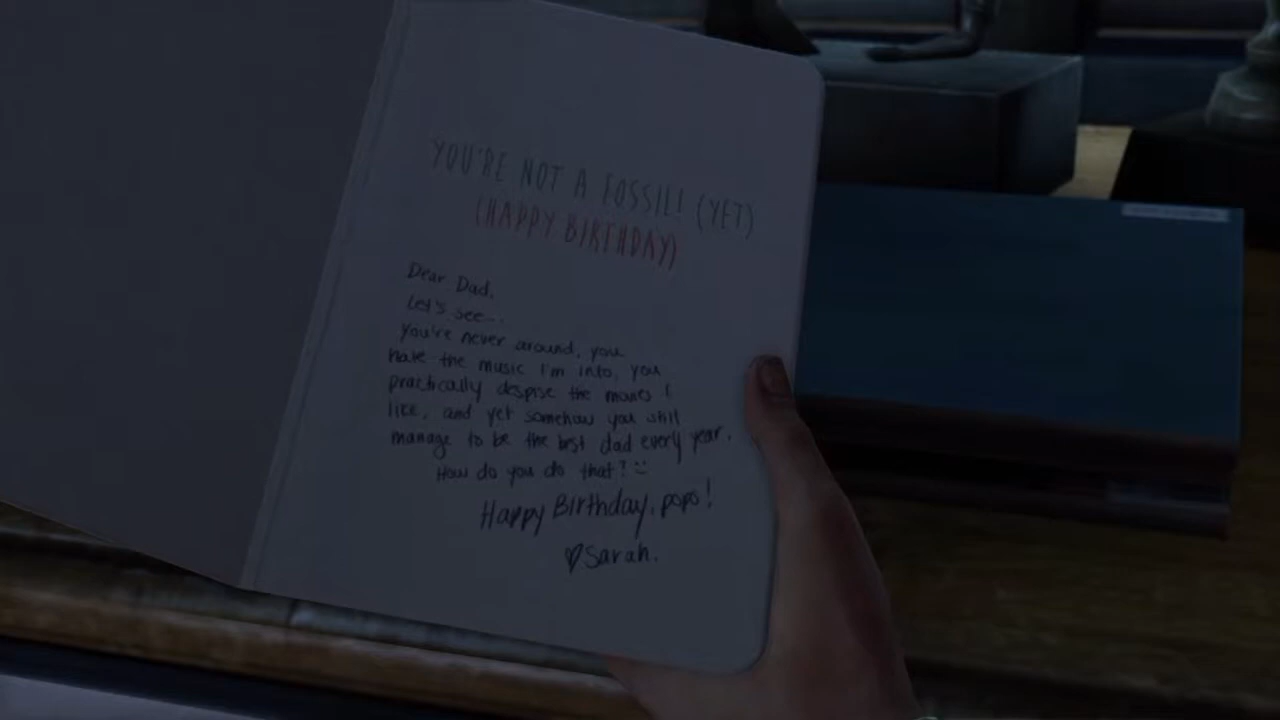 YOU'RE NOT A FOSSIL! (YET)
(HAPPY BIRTHDAY)
Dear Dad,
Let's see...
You're never around, you
hate the music I'm into, you
practically despise the movies I
like, and yet somehow you still
manage to be the best dad every year.
How do you do that? :)
Happy Birthday, pops!
♡ Sarah.